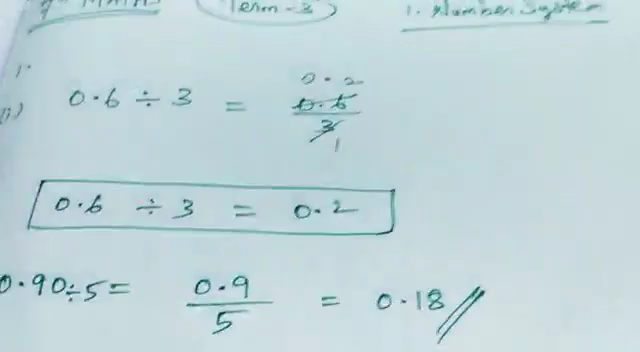 Term-3
1. Number System
1.
0.6 ÷ 3 = 0.6/3 0.2 1
0.6 ÷ 3 = 0.2
0.90÷5 = 0.9/5 = 0.18